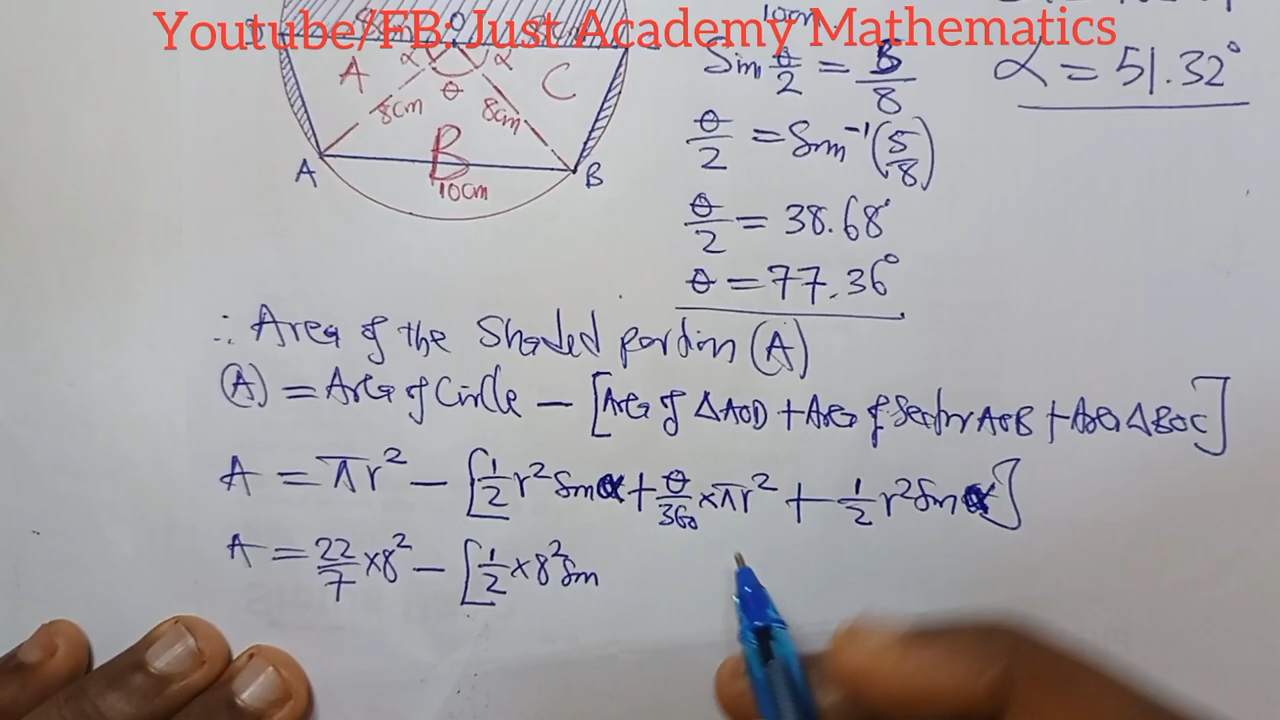 Youtube/FB: Just Academy Mathematics
10cm
O
A α α C
θ
8cm 8cm
B
A B
10cm
Sin θ/2 = 5/8
α = 51.32°
θ/2 = Sin⁻¹(5/8)
θ/2 = 38.68°
θ = 77.36°
∴ Area of the Shaded portion (A)
(A) = Area of Circle − [Area of ΔAOD + Area of Sector AOB + Area ΔBOC]
A = πr² − [1/2 r² Sin α + θ/360 × πr² + 1/2 r² Sin α]
A = 22/7 × 8² − [1/2 × 8² Sin